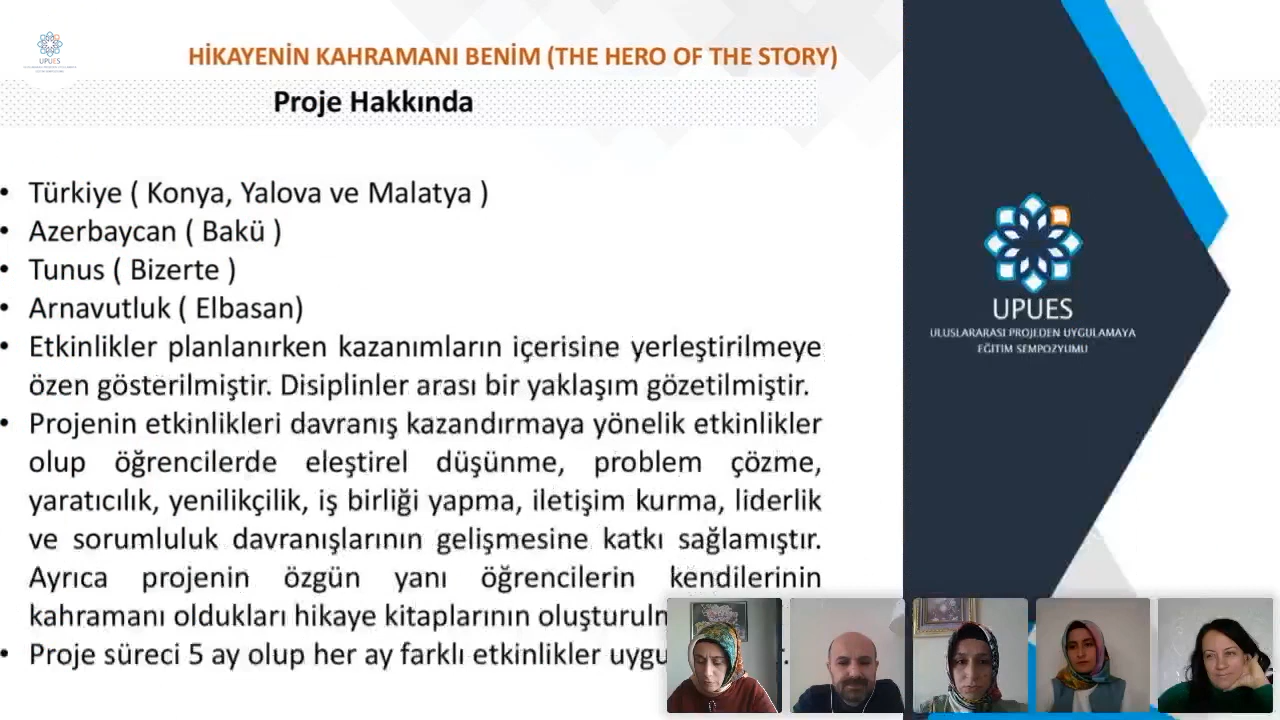 UPUES
HİKAYENİN KAHRAMANI BENİM (THE HERO OF THE STORY)
Proje Hakkında
• Türkiye ( Konya, Yalova ve Malatya )
• Azerbaycan ( Bakü )
• Tunus ( Bizerte )
• Arnavutluk ( Elbasan)
• Etkinlikler planlanırken kazanımların içerisine yerleştirilmeye
özen gösterilmiştir. Disiplinler arası bir yaklaşım gözetilmiştir.
• Projenin etkinlikleri davranış kazandırmaya yönelik etkinlikler
olup öğrencilerde eleştirel düşünme, problem çözme,
yaratıcılık, yenilikçilik, iş birliği yapma, iletişim kurma, liderlik
ve sorumluluk davranışlarının gelişmesine katkı sağlamıştır.
Ayrıca projenin özgün yanı öğrencilerin kendilerinin
kahramanı oldukları hikaye kitaplarının
• Proje süreci 5 ay olup her ay farklı etkinlikler
UPUES
ULUSLARARASI PROJEDEN UYGULAMAYA
EĞİTİM SEMPOZYUMU